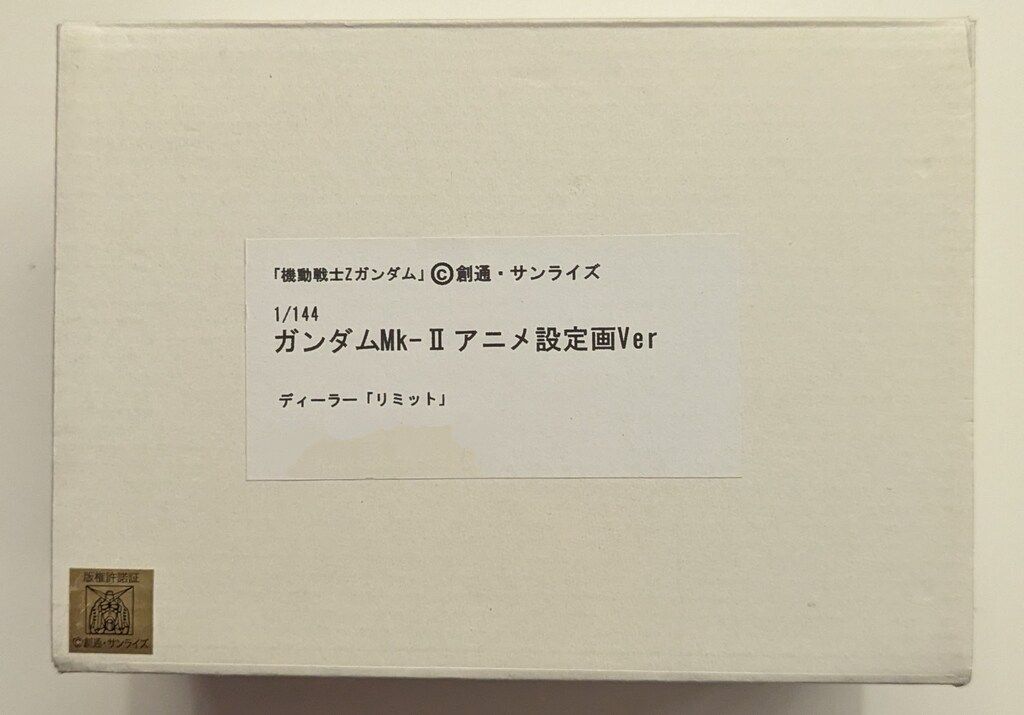 「機動戦士Zガンダム」©創通・サンライズ
1/144
ガンダムMk-Ⅱ アニメ設定画Ver
ディーラー「リミット」
版権許諾証
©創通・サンライズ